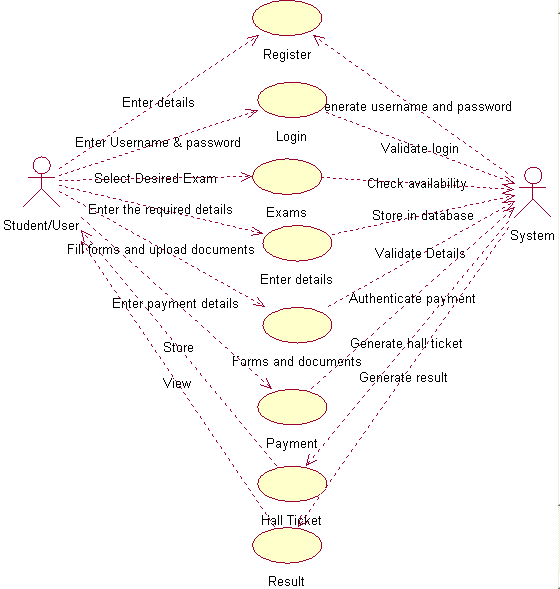 Register
Enter details
enerate username and password
Login
Enter Username & password
Validate login
Select Desired Exam
Check availability
Exams
Enter the required details
Store in database
Student/User
System
Fill forms and upload documents
Enter details
Validate Details
Enter payment details
Authenticate payment
Store
Generate hall ticket
Forms and documents
View
Generate result
Payment
Hall Ticket
Result